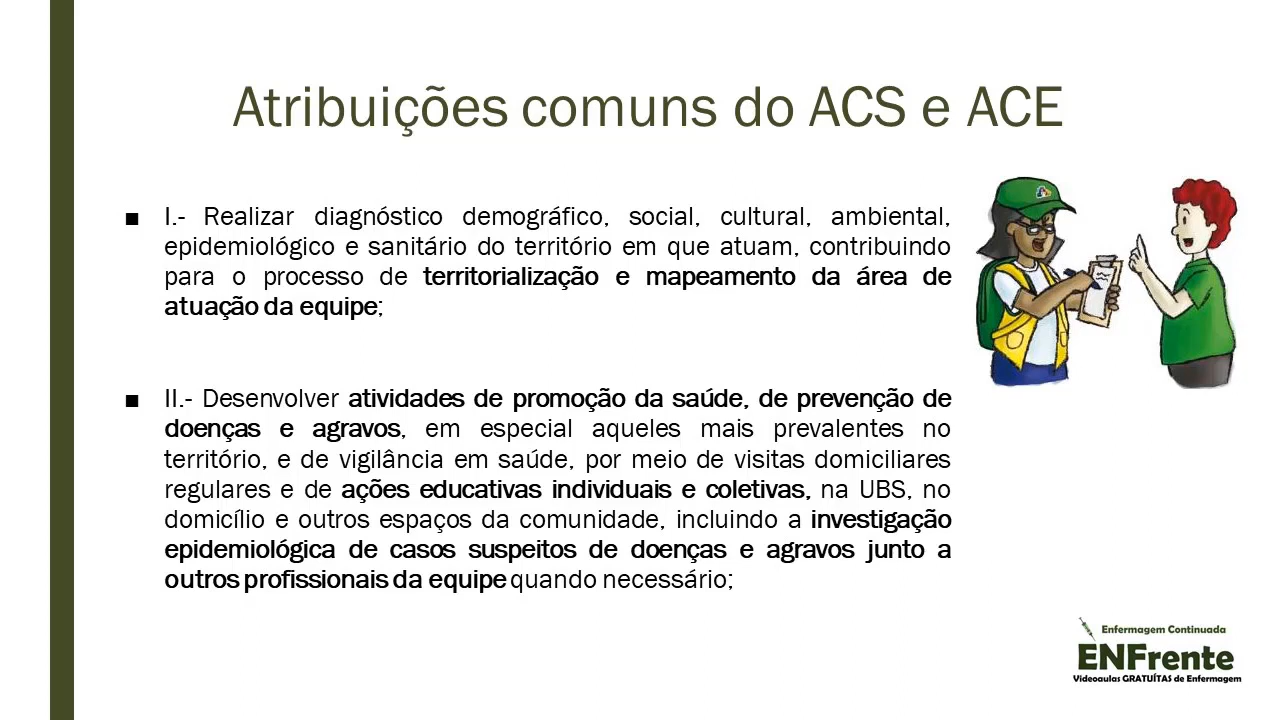 Atribuições comuns do ACS e ACE
■ I.- Realizar diagnóstico demográfico, social, cultural, ambiental,
epidemiológico e sanitário do território em que atuam, contribuindo
para o processo de territorialização e mapeamento da área de
atuação da equipe;
■ II.- Desenvolver atividades de promoção da saúde, de prevenção de
doenças e agravos, em especial aqueles mais prevalentes no
território, e de vigilância em saúde, por meio de visitas domiciliares
regulares e de ações educativas individuais e coletivas, na UBS, no
domicílio e outros espaços da comunidade, incluindo a investigação
epidemiológica de casos suspeitos de doenças e agravos junto a
outros profissionais da equipe quando necessário;
Enfermagem Continuada
ENFrente
Videoaulas GRATUÍTAS de Enfermagem